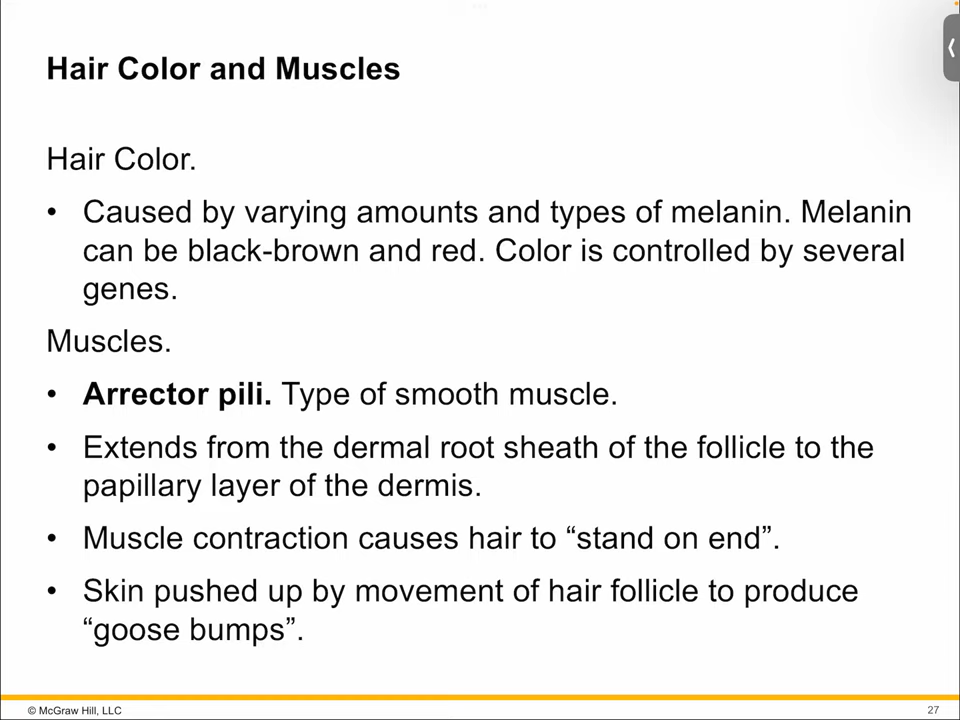 Hair Color and Muscles
Hair Color.
• Caused by varying amounts and types of melanin. Melanin
can be black-brown and red. Color is controlled by several
genes.
Muscles.
• Arrector pili. Type of smooth muscle.
• Extends from the dermal root sheath of the follicle to the
papillary layer of the dermis.
• Muscle contraction causes hair to “stand on end”.
• Skin pushed up by movement of hair follicle to produce
“goose bumps”.
© McGraw Hill, LLC
27